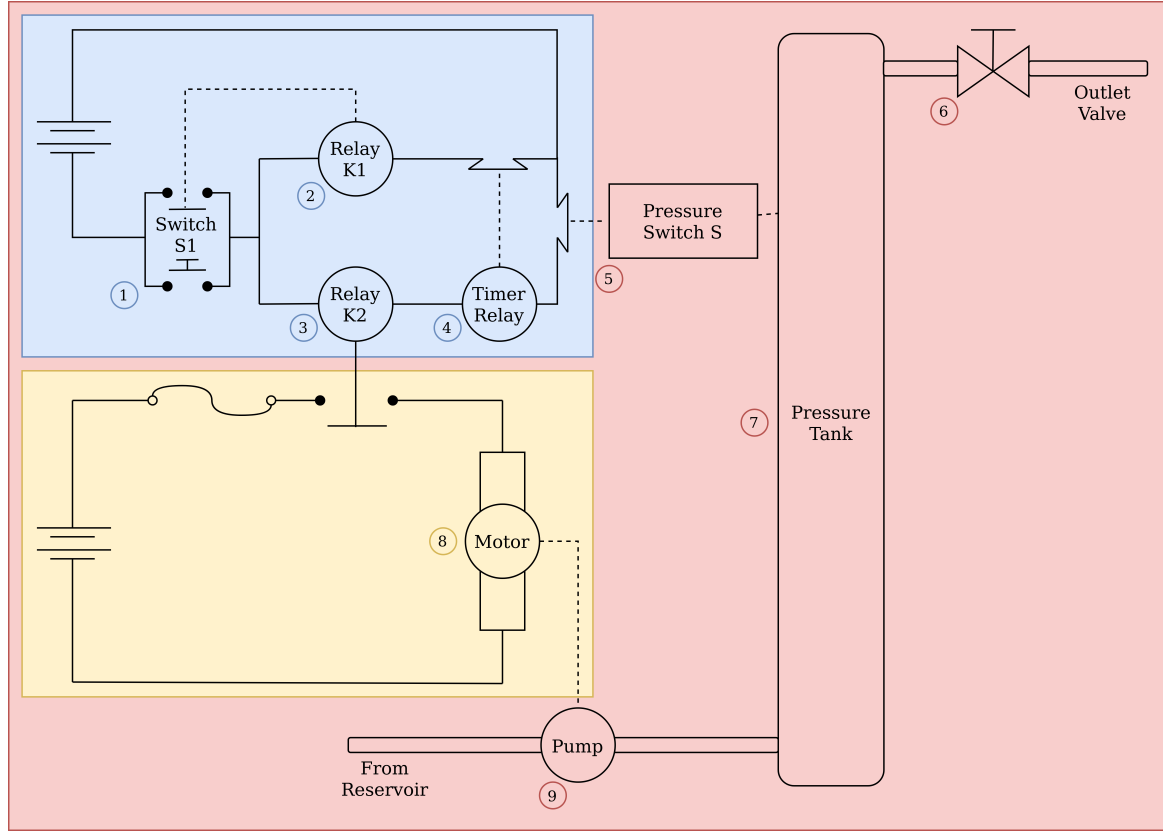 Relay
K1
2
Switch
S1
1
Relay
K2
3
Timer
Relay
4
Pressure
Switch S
5
6
Outlet
Valve
Pressure
Tank
7
Motor
8
Pump
9
From
Reservoir